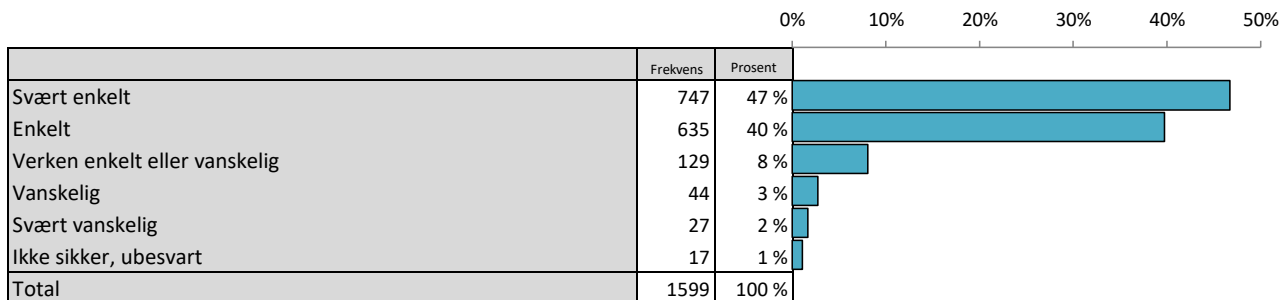 0% 10% 20% 30% 40% 50%
Frekvens Prosent
Svært enkelt 747 47 %
Enkelt 635 40 %
Verken enkelt eller vanskelig 129 8 %
Vanskelig 44 3 %
Svært vanskelig 27 2 %
Ikke sikker, ubesvart 17 1 %
Total 1599 100 %